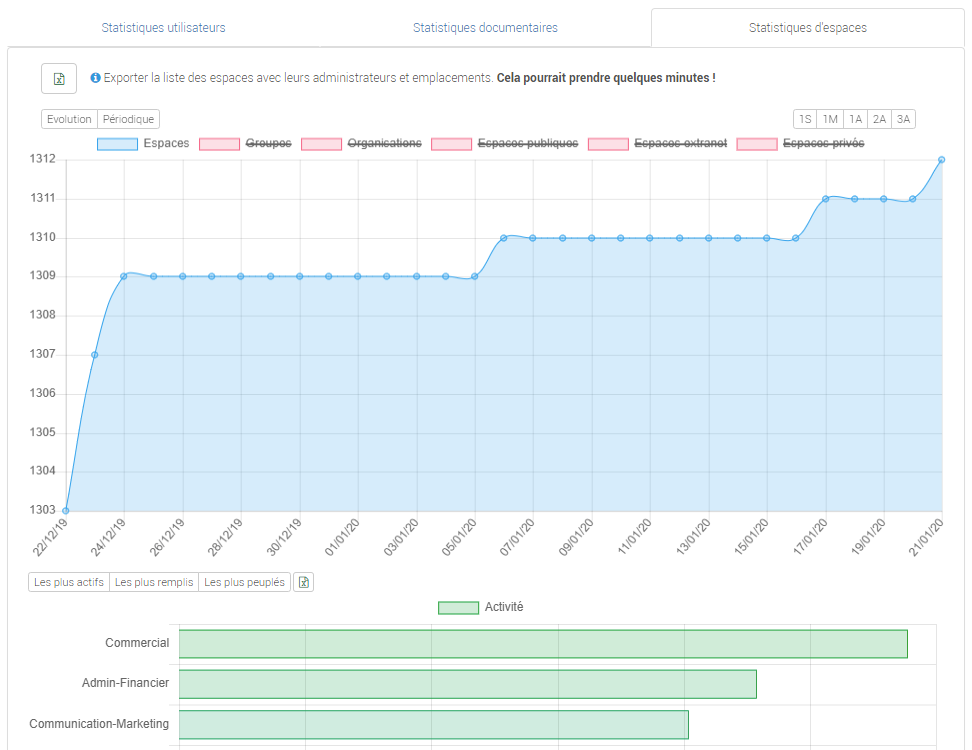 Statistiques utilisateurs Statistiques documentaires Statistiques d'espaces
Exporter la liste des espaces avec leurs administrateurs et emplacements. Cela pourrait prendre quelques minutes !
Evolution Périodique 1S 1M 1A 2A 3A
Espaces Groupes Organisations Espaces publiques Espaces extranet Espaces privés
1312
1311
1310
1309
1308
1307
1306
1305
1304
1303
22/12/19 24/12/19 26/12/19 28/12/19 30/12/19 01/01/20 03/01/20 05/01/20 07/01/20 09/01/20 11/01/20 13/01/20 15/01/20 17/01/20 19/01/20 21/01/20
Les plus actifs Les plus remplis Les plus peuplés
Activité
Commercial
Admin-Financier
Communication-Marketing